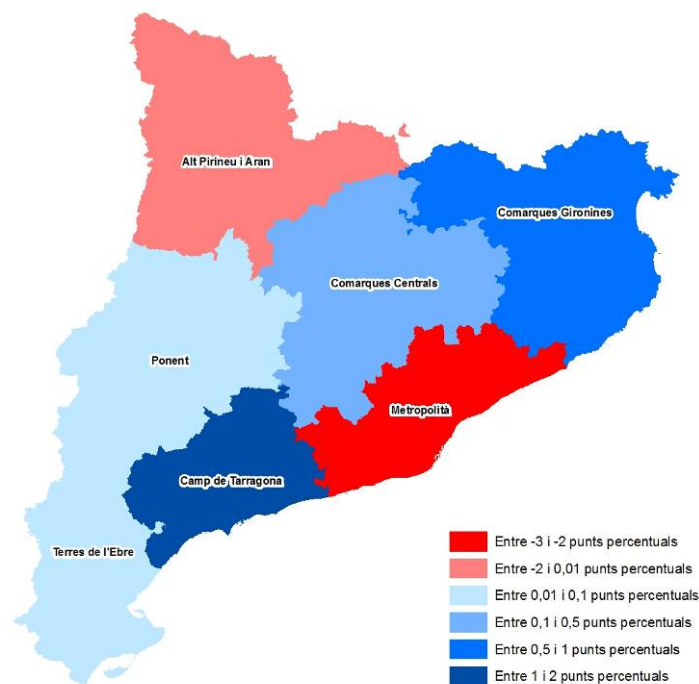 Alt Pirineu i Aran
Comarques Gironines
Comarques Centrals
Ponent
Metropolità
Camp de Tarragona
Terres de l'Ebre
Entre -3 i -2 punts percentuals
Entre -2 i 0,01 punts percentuals
Entre 0,01 i 0,1 punts percentuals
Entre 0,1 i 0,5 punts percentuals
Entre 0,5 i 1 punts percentuals
Entre 1 i 2 punts percentuals